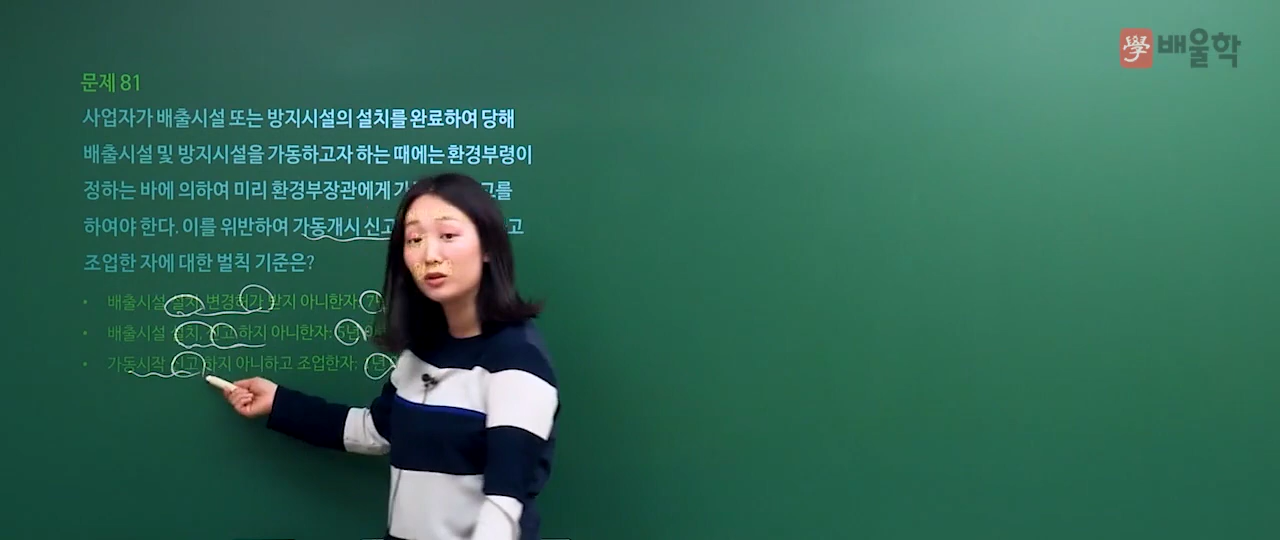 學 배울학
문제 81
사업자가 배출시설 또는 방지시설의 설치를 완료하여 당해
배출시설 및 방지시설을 가동하고자 하는 때에는 환경부령이
정하는 바에 의하여 미리 환경부장관에게
하여야 한다. 이를 위반하여 가동개시 신고
조업한 자에 대한 벌칙 기준은?
• 배출시설 설치, 변경허가 받지 아니한자: 7년
• 배출시설 설치, 신고 하지 아니한자: 5년
• 가동시작 신고 하지 아니하고 조업한자: 1년